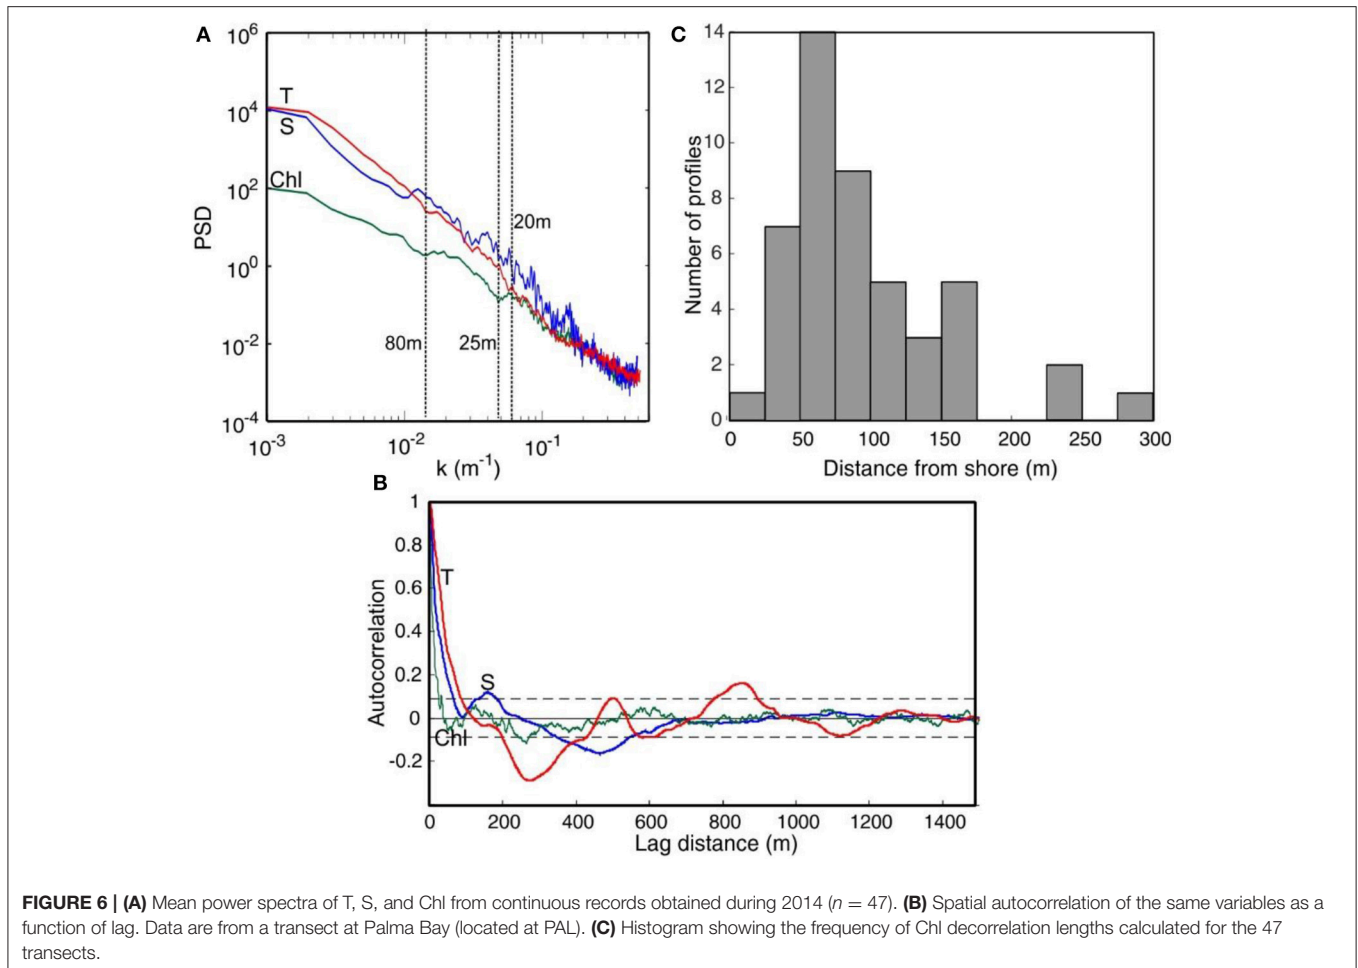 A
10^6
10^4
10^2
10^0
10^-2
10^-4
PSD
T
S
Chl
20m
80m
25m
10^-3
10^-2
10^-1
k (m^-1)
C
14
12
10
8
6
4
2
0
Number of profiles
0
50
100
150
200
250
300
Distance from shore (m)
B
1
0.8
0.6
0.4
0.2
0
-0.2
Autocorrelation
T
S
Chl
0
200
400
600
800
1000
1200
1400
Lag distance (m)
FIGURE 6 | (A) Mean power spectra of T, S, and Chl from continuous records obtained during 2014 (n = 47). (B) Spatial autocorrelation of the same variables as a
function of lag. Data are from a transect at Palma Bay (located at PAL). (C) Histogram showing the frequency of Chl decorrelation lengths calculated for the 47
transects.